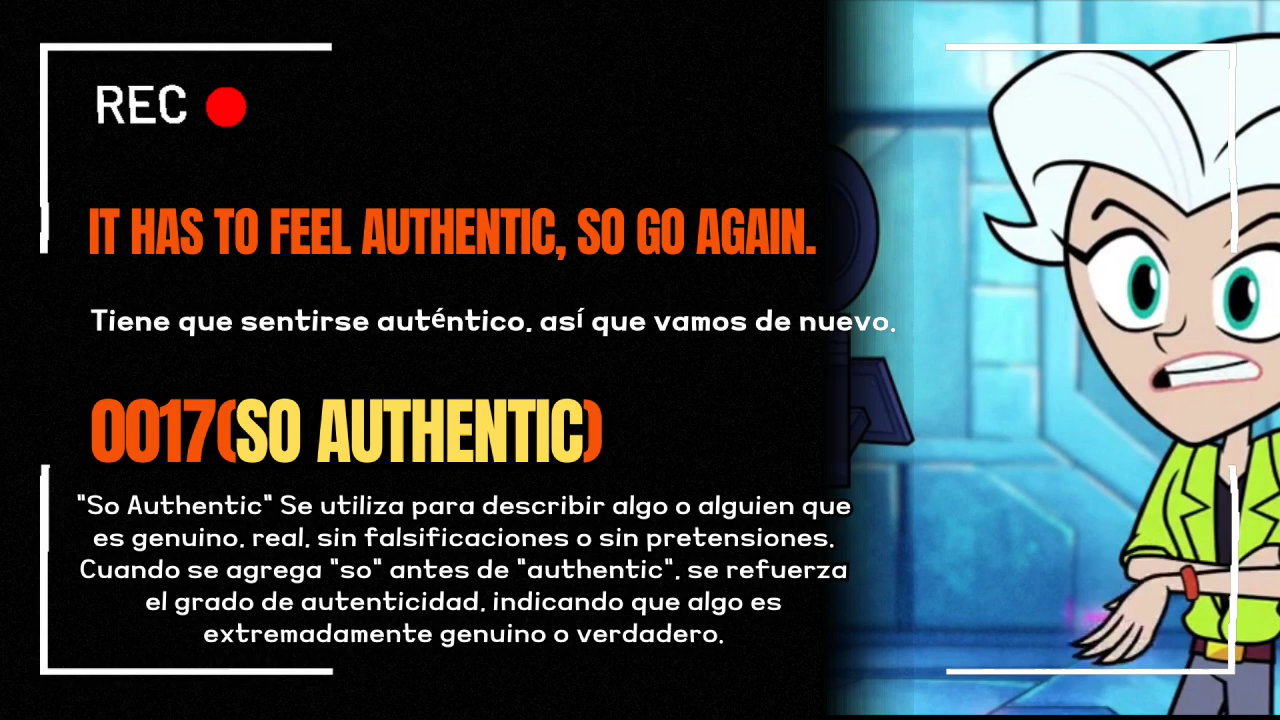 REC
IT HAS TO FEEL AUTHENTIC, SO GO AGAIN.
Tiene que sentirse auténtico, así que vamos de nuevo.
0017(SO AUTHENTIC)
"So Authentic" Se utiliza para describir algo o alguien que
es genuino, real, sin falsificaciones o sin pretensiones.
Cuando se agrega "so" antes de "authentic", se refuerza
el grado de autenticidad, indicando que algo es
extremadamente genuino o verdadero.